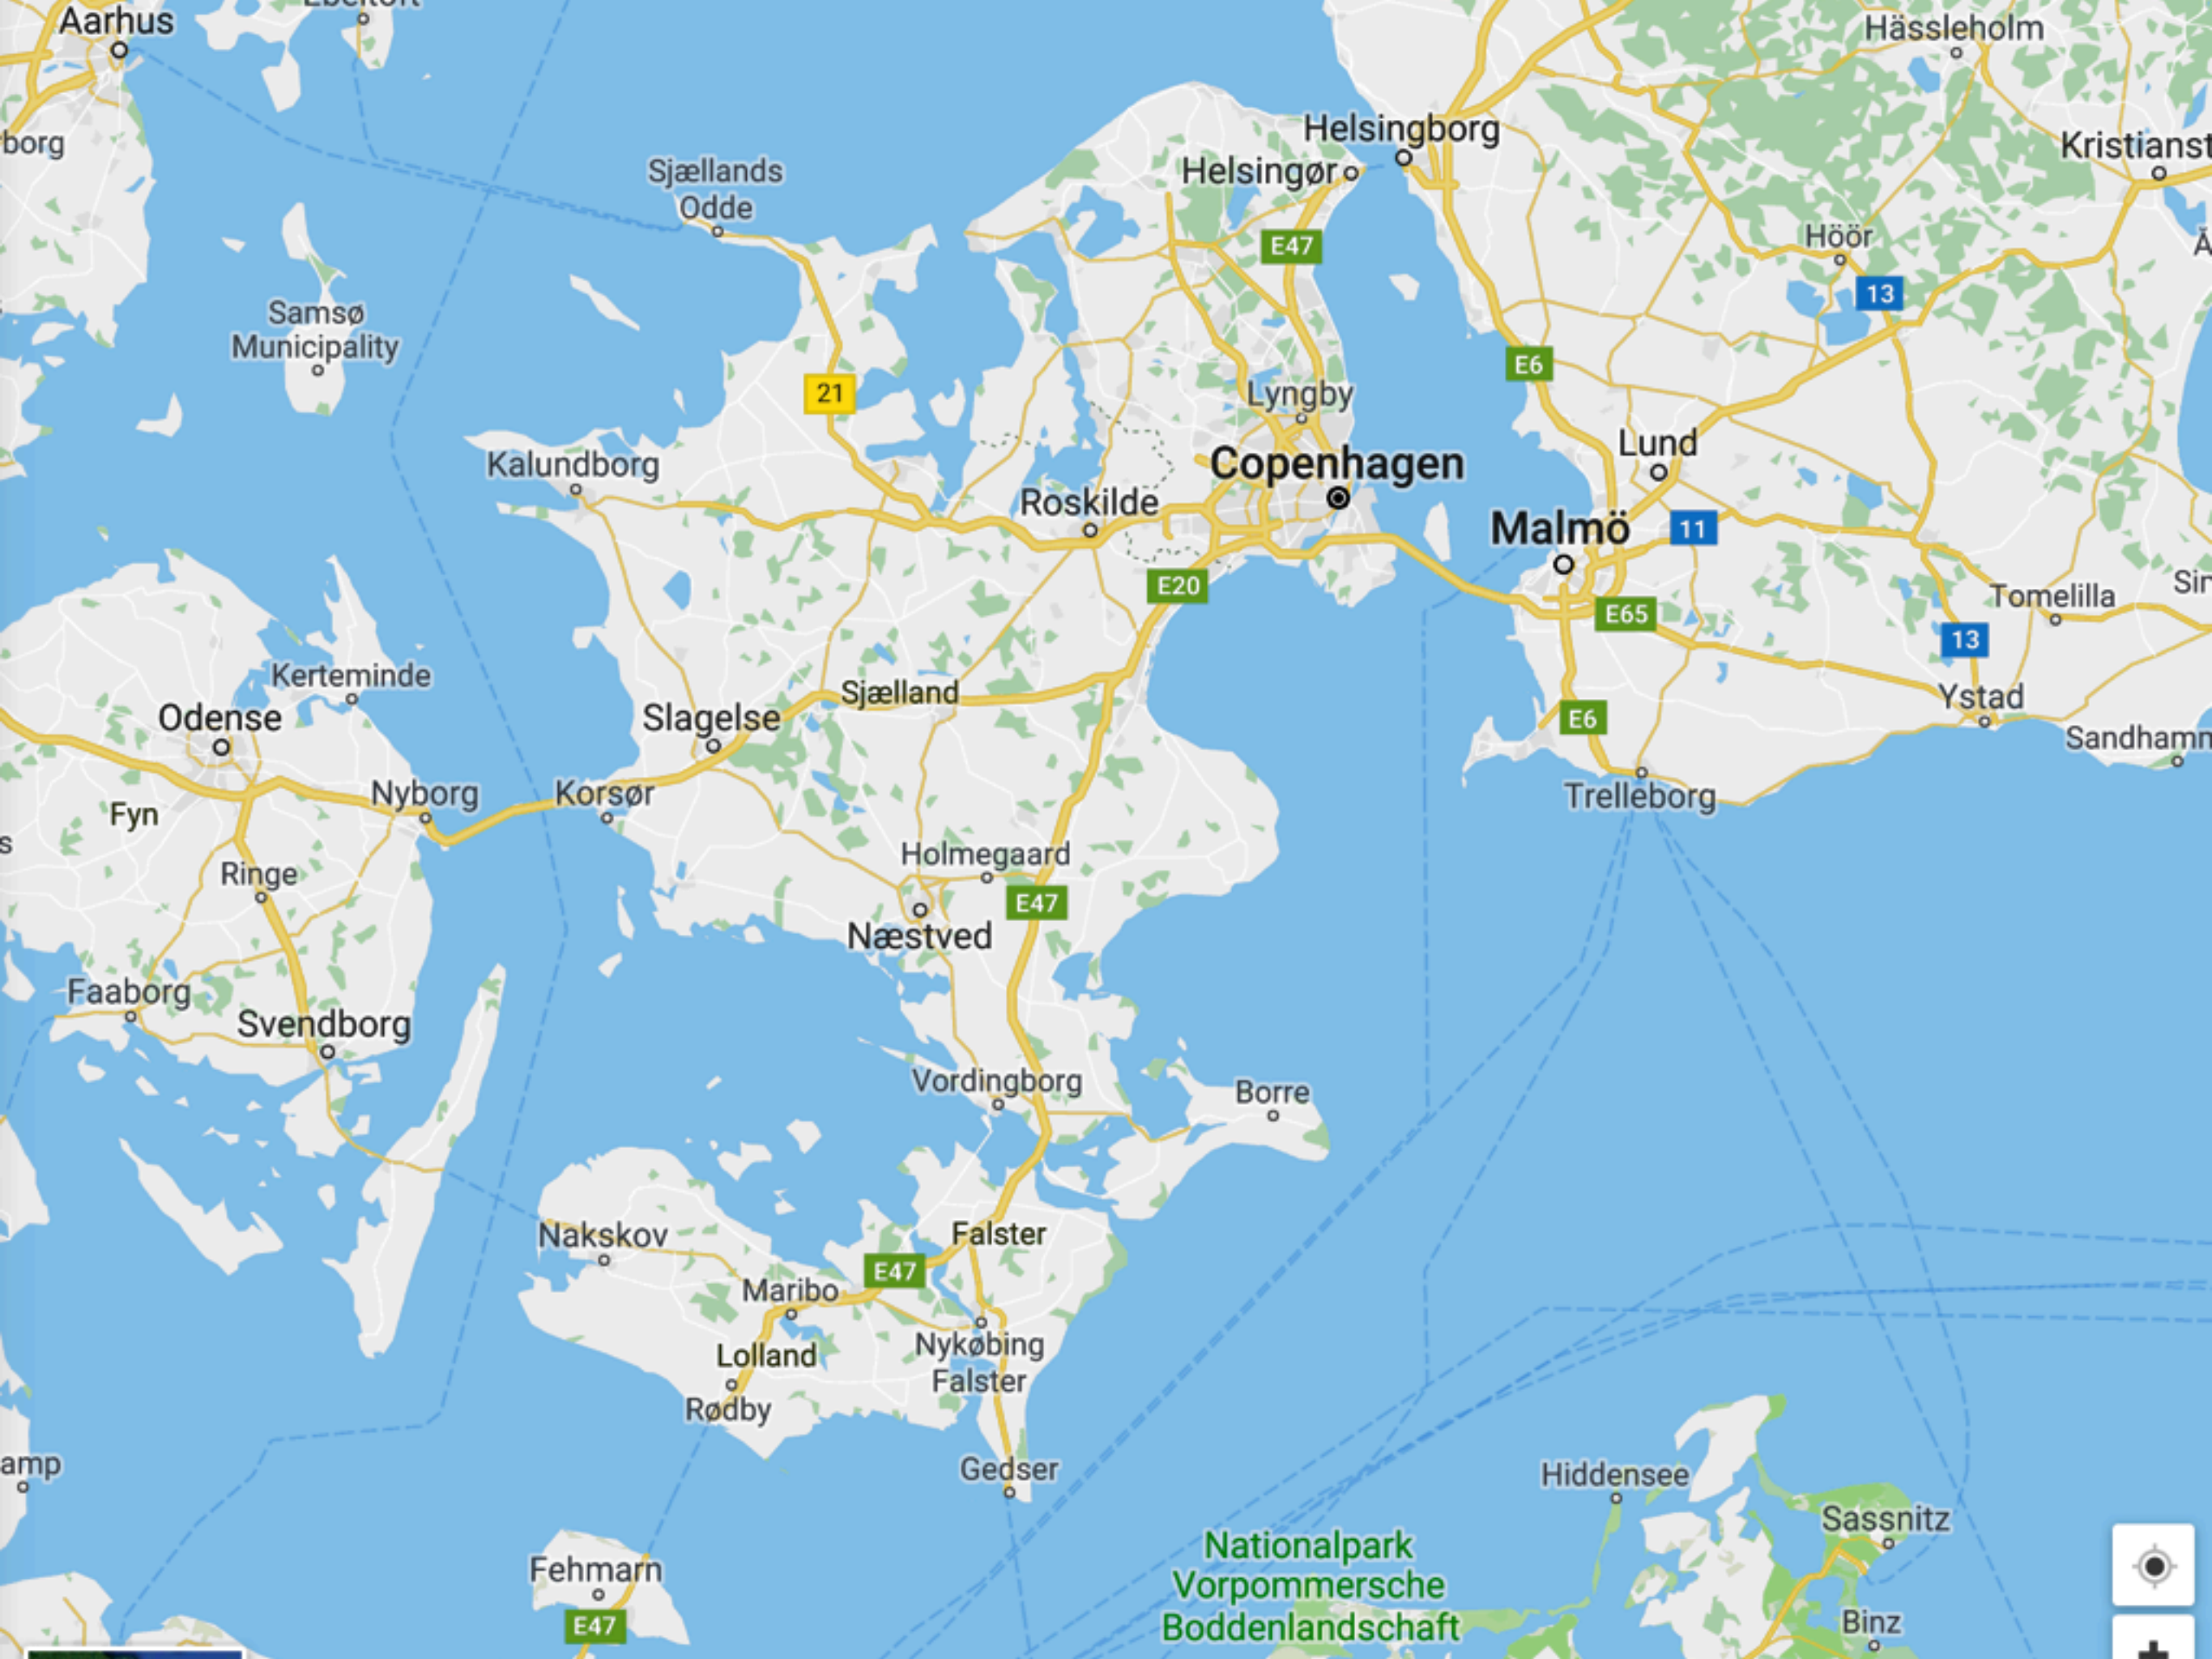 Aarhus
Hässleholm
Helsingborg
borg
Kristianst
Sjællands
Odde
Helsingør
E47
Höör
13
Samsø
Municipality
E6
21
Lyngby
Lund
Kalundborg
Copenhagen
Roskilde
Malmö
11
E20
Tomelilla
Sin
E65
13
Kerteminde
Sjælland
Ystad
Odense
Slagelse
E6
Sandhamn
Nyborg
Korsør
Trelleborg
Fyn
s
Holmegaard
Ringe
E47
Næstved
Faaborg
Svendborg
Vordingborg
Borre
Nakskov
Falster
E47
Maribo
Nykøbing
Falster
Lolland
Rødby
amp
Gedser
Hiddensee
Sassnitz
Nationalpark
Vorpommersche
Boddenlandschaft
Fehmarn
E47
Binz